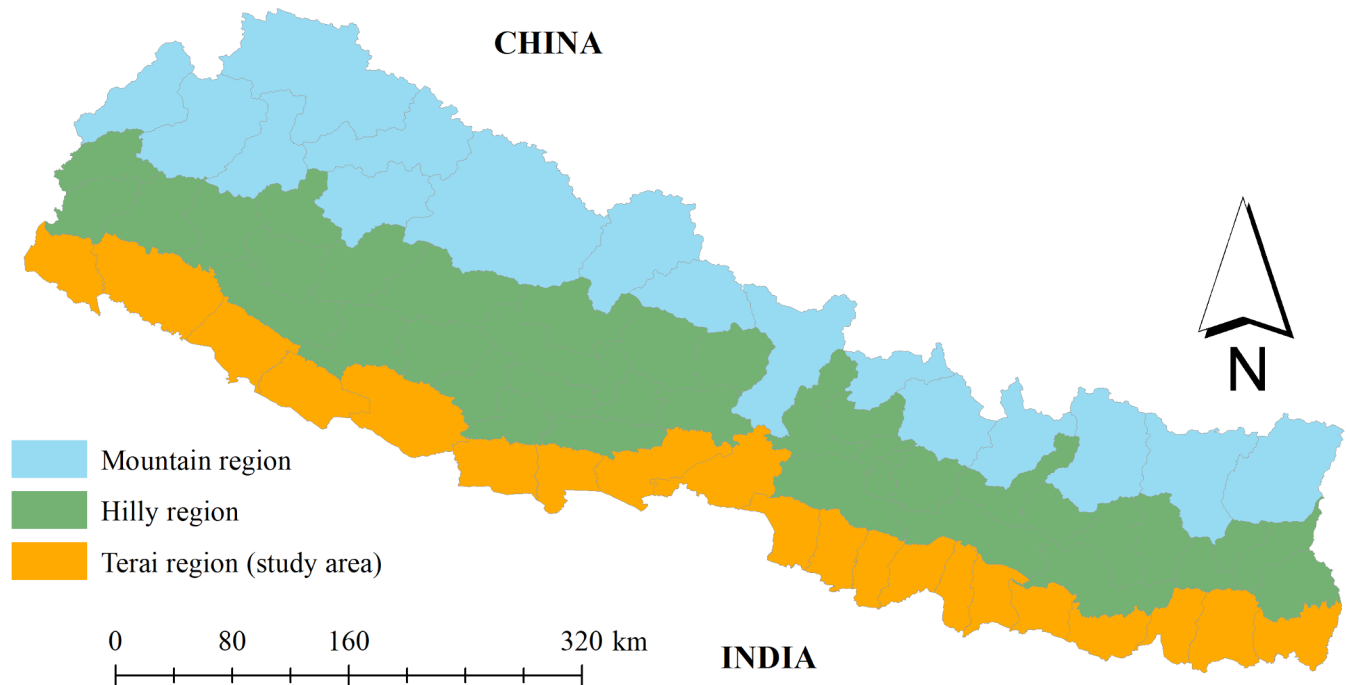 CHINA
N
Mountain region
Hilly region
Terai region (study area)
0 80 160 320 km
INDIA